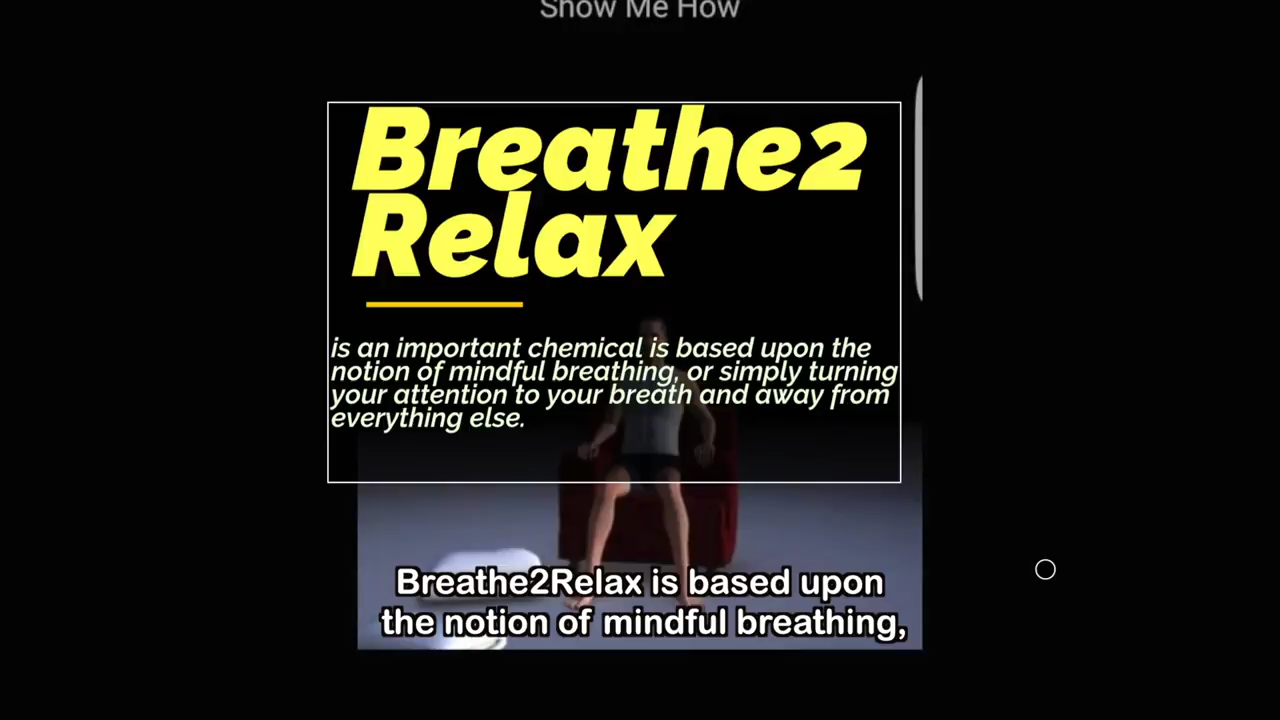 Show Me How
Breathe2
Relax
is an important chemical is based upon the
notion of mindful breathing, or simply turning
your attention to your breath and away from
everything else.
Breathe2Relax is based upon
the notion of mindful breathing,